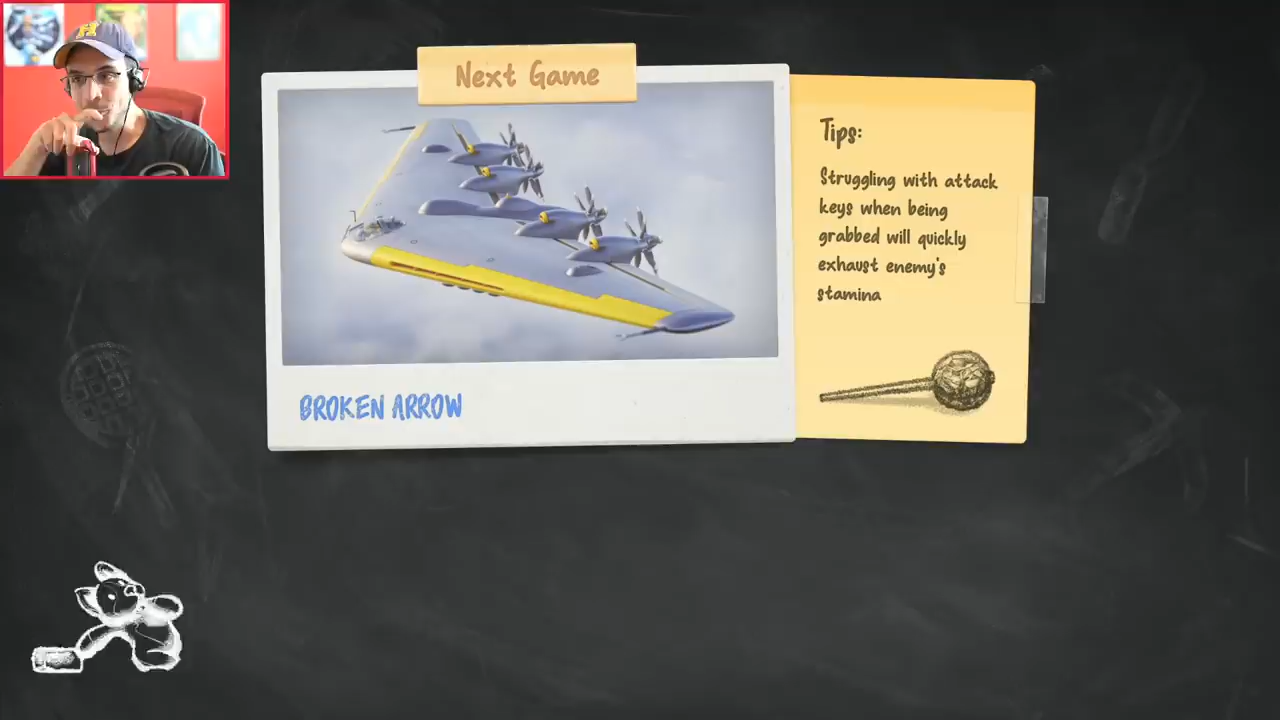 Next Game
BROKEN ARROW
Tips:
Struggling with attack
keys when being
grabbed will quickly
exhaust enemy's
stamina
H